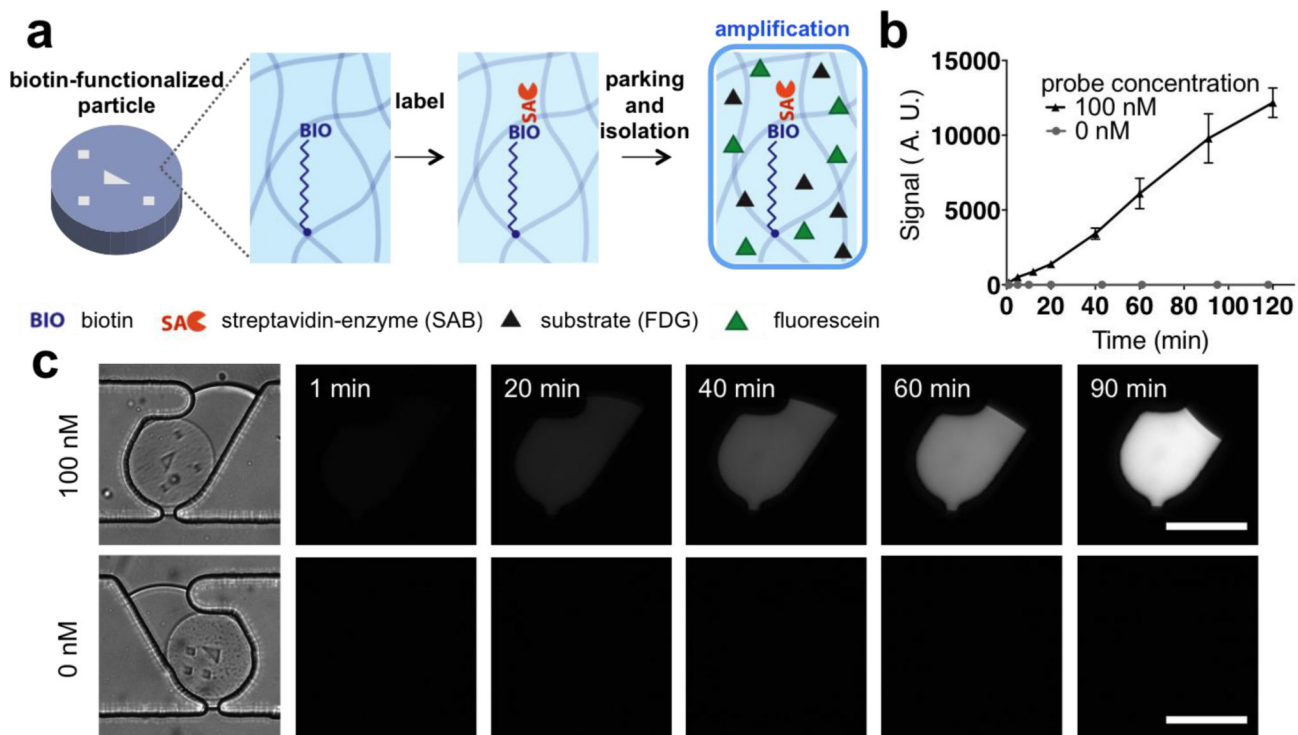 a
biotin-functionalized
particle
BIO
label
SA
BIO
parking
and
isolation
amplification
SA
BIO
BIO biotin
SA streptavidin-enzyme (SAB)
substrate (FDG)
fluorescein
b
Signal ( A. U.)
15000
10000
5000
0
probe concentration
100 nM
0 nM
0 20 40 60 80 100 120
Time (min)
c
100 nM
1 min
20 min
40 min
60 min
90 min
0 nM